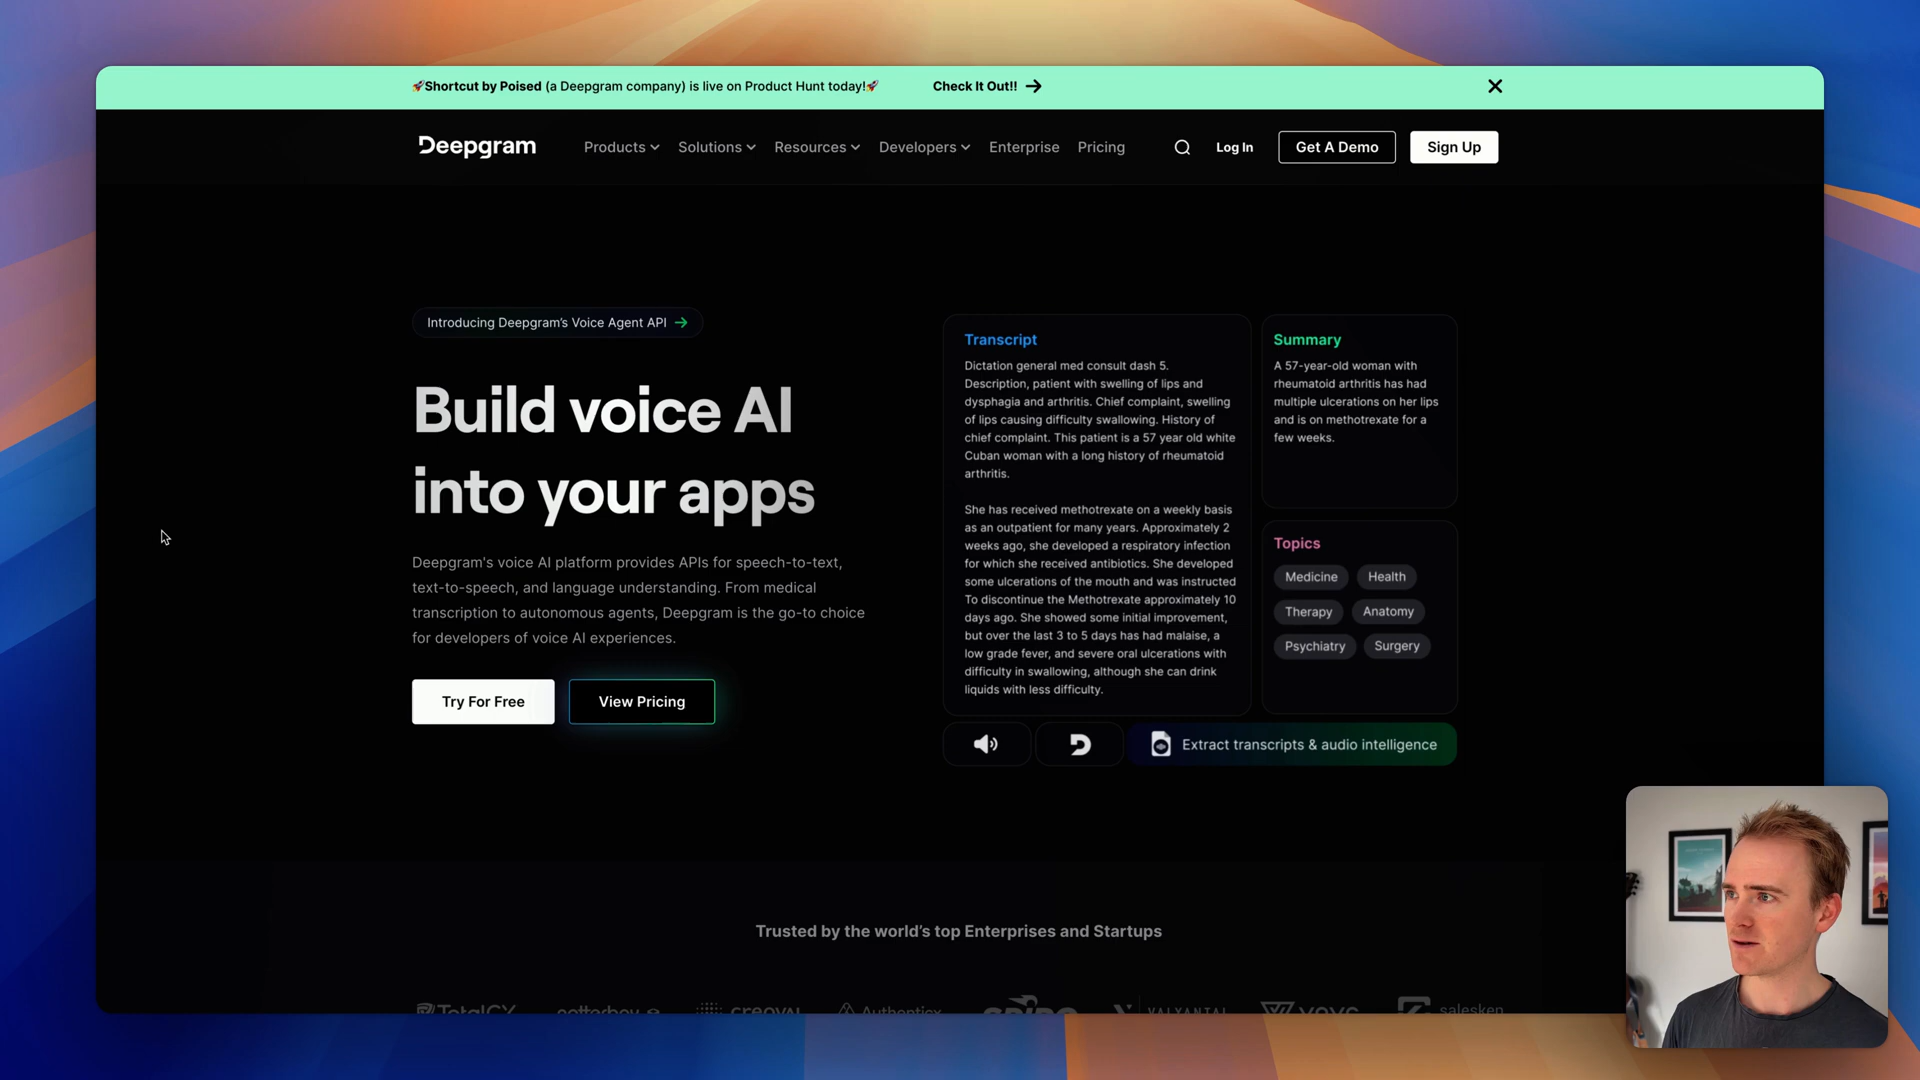 🚀Shortcut by Poised (a Deepgram company) is live on Product Hunt today!🚀
Check It Out!!
Deepgram
Products
Solutions
Resources
Developers
Enterprise
Pricing
Log In
Get A Demo
Sign Up
Introducing Deepgram's Voice Agent API
Build voice AI
into your apps
Deepgram's voice AI platform provides APIs for speech-to-text,
text-to-speech, and language understanding. From medical
transcription to autonomous agents, Deepgram is the go-to choice
for developers of voice AI experiences.
Try For Free
View Pricing
Transcript
Dictation general med consult dash 5.
Description, patient with swelling of lips and
dysphagia and arthritis. Chief complaint, swelling
of lips causing difficulty swallowing. History of
chief complaint. This patient is a 57 year old white
Cuban woman with a long history of rheumatoid
arthritis.
She has received methotrexate on a weekly basis
as an outpatient for many years. Approximately 2
weeks ago, she developed a respiratory infection
for which she received antibiotics. She developed
some ulcerations of the mouth and was instructed
To discontinue the Methotrexate approximately 10
days ago. She showed some initial improvement,
but over the last 3 to 5 days has had malaise, a
low grade fever, and severe oral ulcerations with
difficulty in swallowing, although she can drink
liquids with less difficulty.
Summary
A 57-year-old woman with
rheumatoid arthritis has had
multiple ulcerations on her lips
and is on methotrexate for a
few weeks.
Topics
Medicine
Health
Therapy
Anatomy
Psychiatry
Surgery
Extract transcripts & audio intelligence
Trusted by the world's top Enterprises and Startups
Authenticx
VALYANT AI
salesken